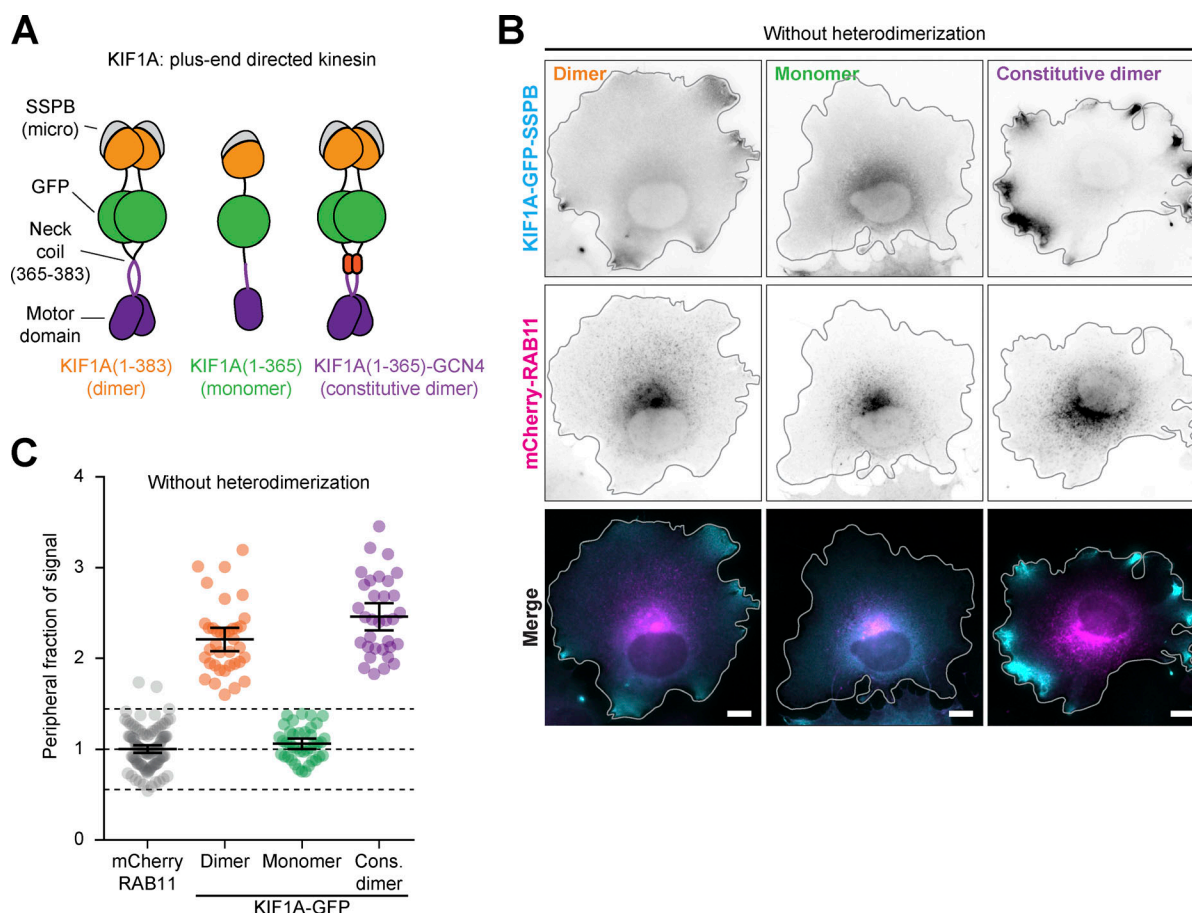 A
KIF1A: plus-end directed kinesin
SSPB
(micro)
GFP
Neck
coil
(365-383)
Motor
domain
KIF1A(1-383)
(dimer)
KIF1A(1-365)
(monomer)
KIF1A(1-365)-GCN4
(constitutive dimer)
B
Without heterodimerization
Dimer
Monomer
Constitutive dimer
KIF1A-GFP-SSPB
mCherry-RAB11
Merge
C
Without heterodimerization
Peripheral fraction of signal
4
3
2
1
0
mCherry
RAB11
Dimer
Monomer
Cons.
dimer
KIF1A-GFP